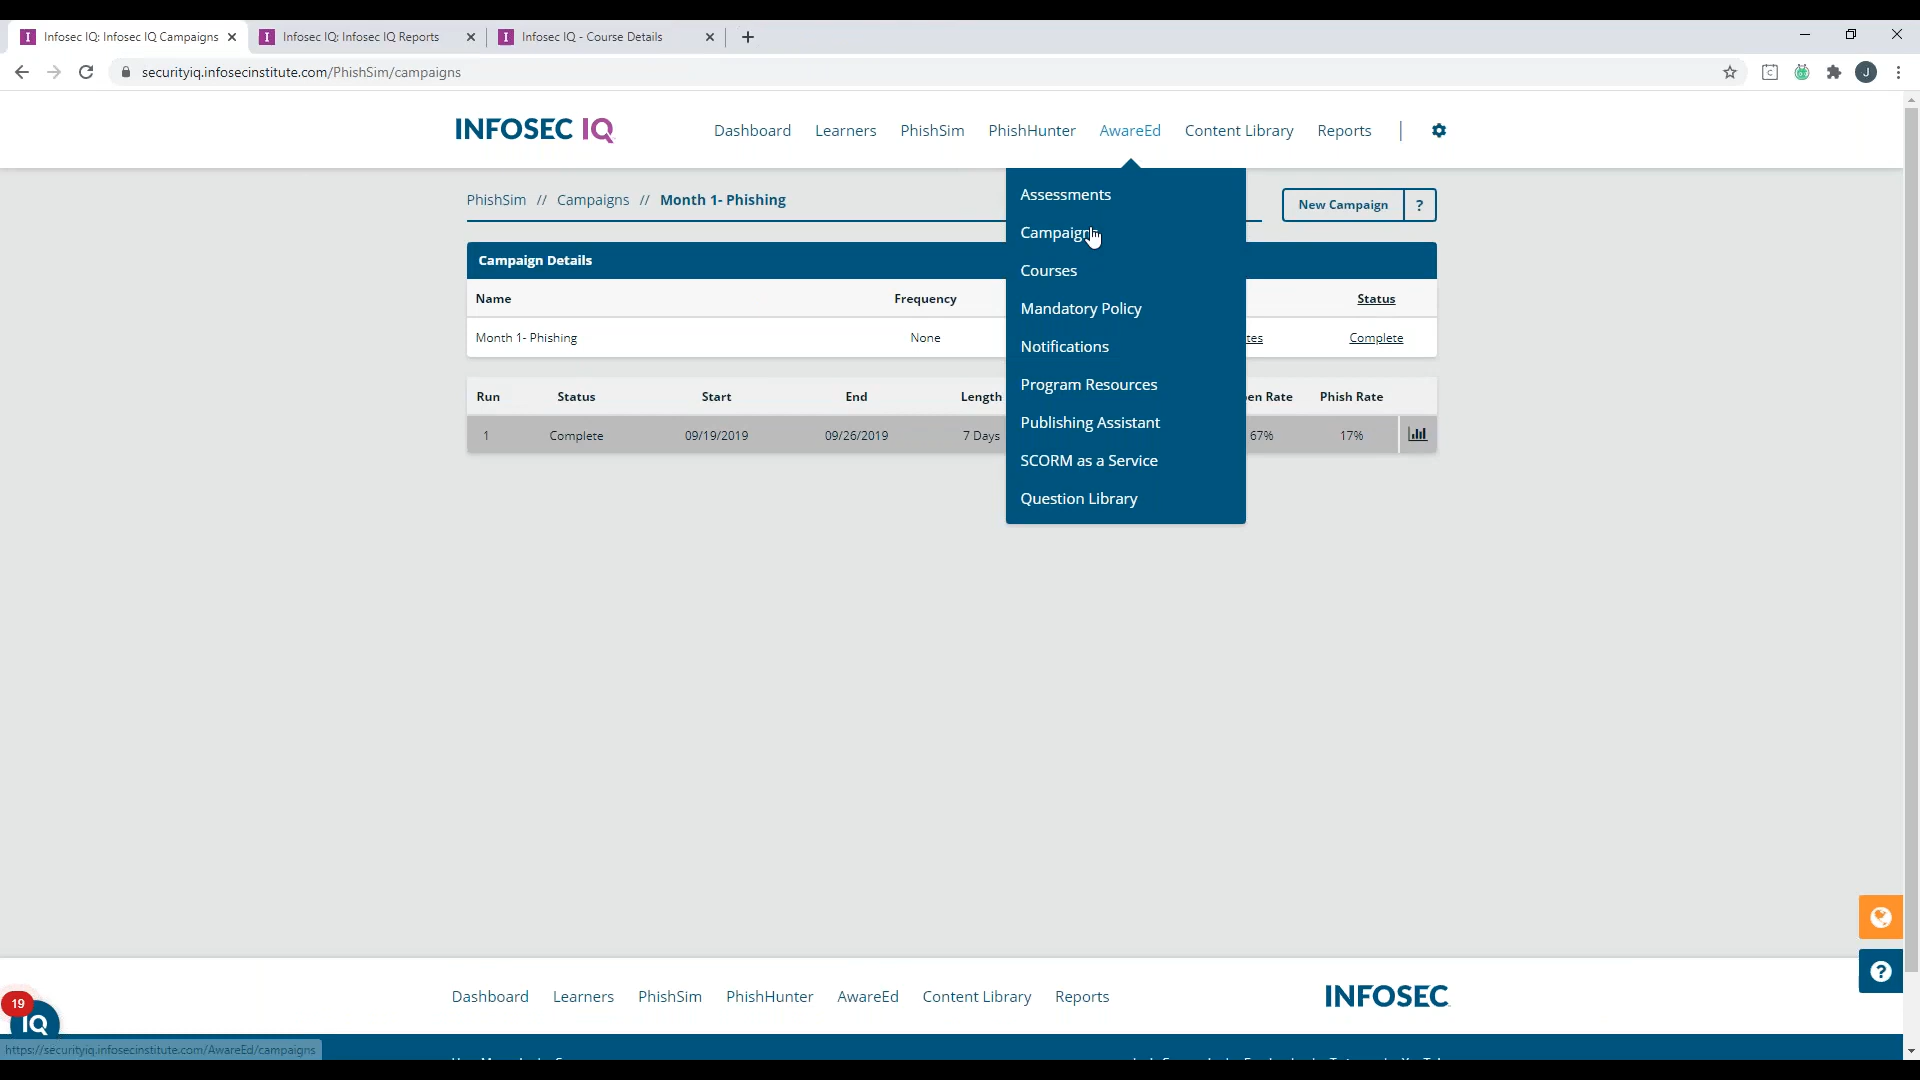 Infosec IQ: Infosec IQ Campaigns
Infosec IQ: Infosec IQ Reports
Infosec IQ - Course Details
securityiq.infosecinstitute.com/PhishSim/campaigns
J
INFOSEC IQ
Dashboard
Learners
PhishSim
PhishHunter
AwareEd
Content Library
Reports
PhishSim // Campaigns // Month 1- Phishing
New Campaign ?
Assessments
Campaigns
Courses
Mandatory Policy
Notifications
Program Resources
Publishing Assistant
SCORM as a Service
Question Library
Campaign Details
Name Frequency Status
Month 1- Phishing None Complete
Run Status Start End Length Phish Rate
1 Complete 09/19/2019 09/26/2019 7 Days 67% 17%
?
Dashboard Learners PhishSim PhishHunter AwareEd Content Library Reports
INFOSEC
19
IQ
https://securityiq.infosecinstitute.com/AwareEd/campaigns